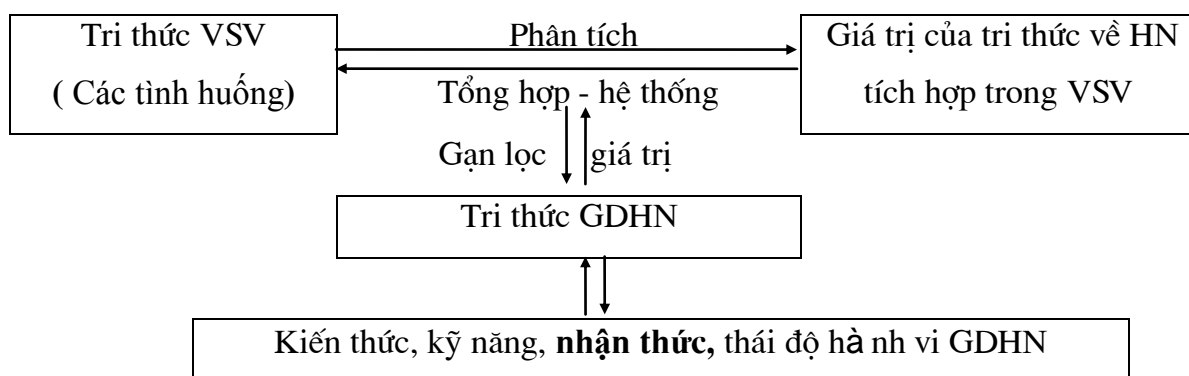 Tri thức VSV
( Các tình huống)
Phân tích
Tổng hợp - hệ thống
Giá trị của tri thức về HN
tích hợp trong VSV
Gạn lọc giá trị
Tri thức GDHN
Kiến thức, kỹ năng, nhận thức, thái độ hà nh vi GDHN